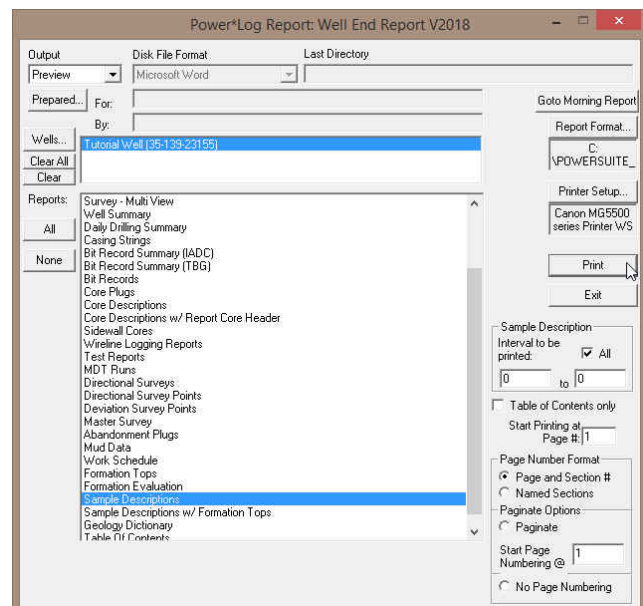 Power*Log Report: Well End Report V2018
Output
Disk File Format
Last Directory
Preview
Microsoft Word
Prepared...
For:
By:
Goto Morning Report
Wells...
Clear All
Clear
Tutorial Well (35-139-23155)
Report Format...
C:
\POWERSUITE_
Printer Setup...
Canon MG5500
series Printer WS
Print
Exit
Reports:
All
None
Survey - Multi View
Well Summary
Daily Drilling Summary
Casing Strings
Bit Record Summary (IADC)
Bit Record Summary (TBG)
Bit Records
Core Plugs
Core Descriptions
Core Descriptions w/ Report Core Header
Sidewall Cores
Wireline Logging Reports
Test Reports
MDT Runs
Directional Surveys
Directional Survey Points
Deviation Survey Points
Master Survey
Abandonment Plugs
Mud Data
Work Schedule
Formation Tops
Formation Evaluation
Sample Descriptions
Sample Descriptions w/ Formation Tops
Geology Dictionary
Table Of Contents
Sample Description
Interval to be
printed:
All
0 to 0
Table of Contents only
Start Printing at
Page #: 1
Page Number Format
Page and Section #
Named Sections
Paginate Options
Paginate
Start Page
Numbering @ 1
No Page Numbering